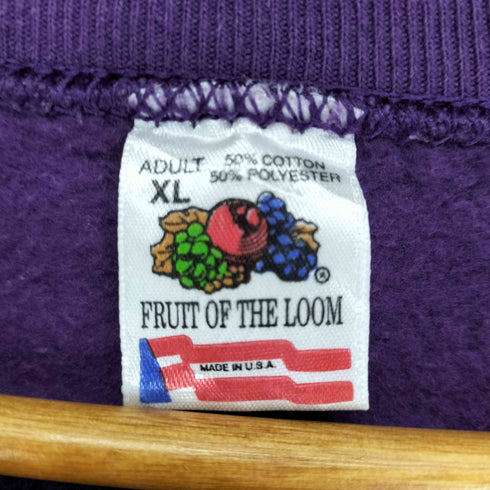 ADULT 50% COTTON
XL 50% POLYESTER
®
FRUIT OF THE LOOM
MADE IN U.S.A.